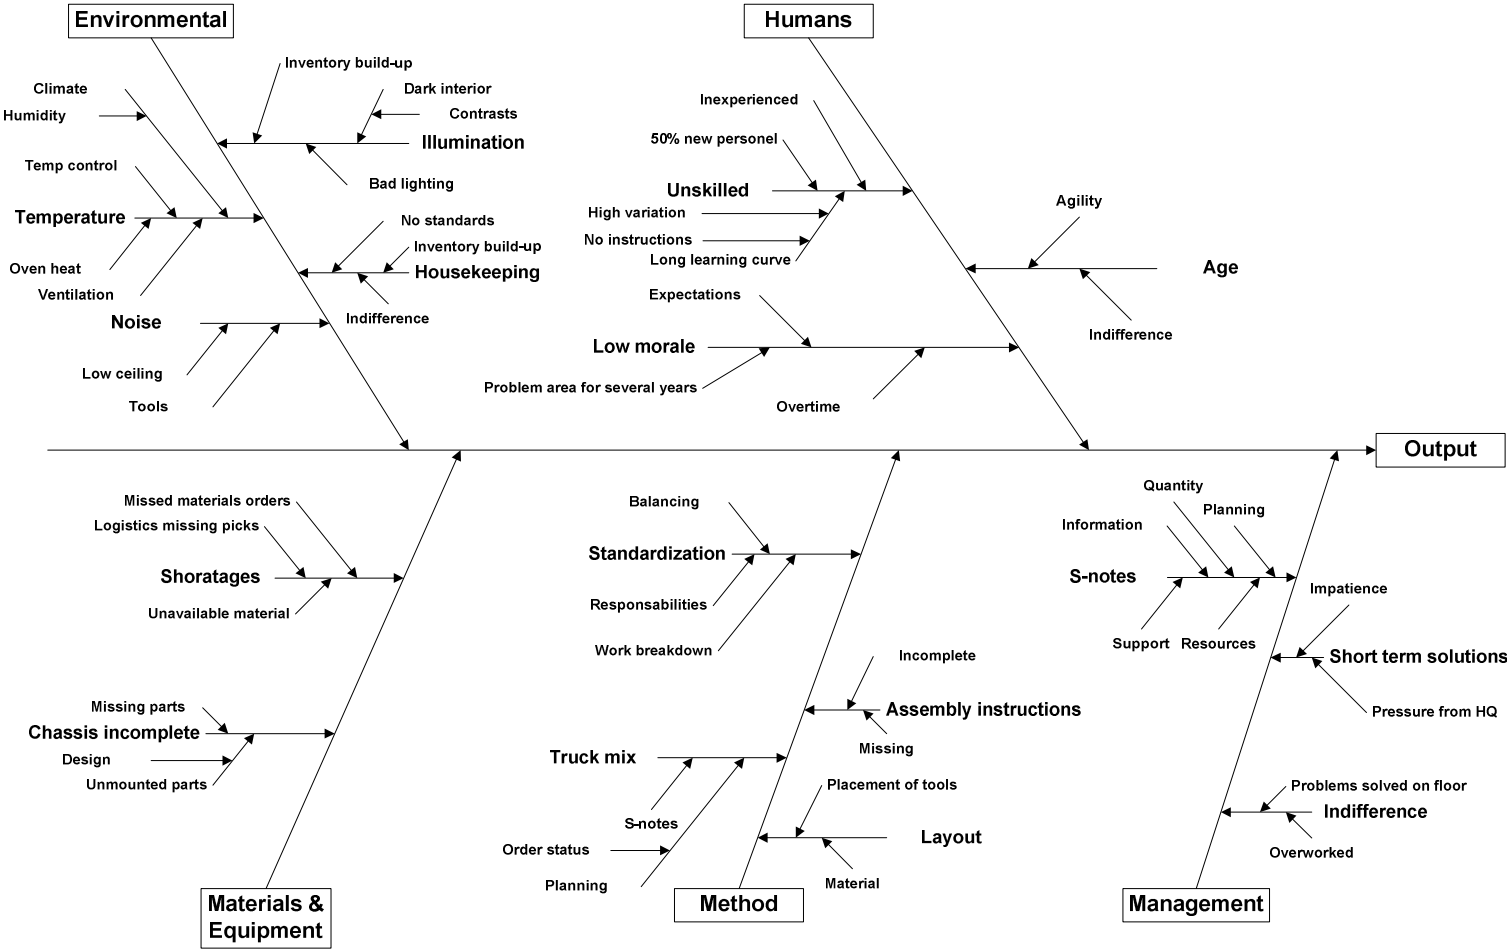 Environmental
Humans
Inventory build-up
Climate
Dark interior
Humidity
Contrasts
Illumination
Temp control
Bad lighting
Temperature
No standards
Inventory build-up
Oven heat
Housekeeping
Ventilation
Noise
Indifference
Low ceiling
Tools
Inexperienced
50% new personel
Unskilled
High variation
No instructions
Long learning curve
Agility
Age
Indifference
Expectations
Low morale
Problem area for several years
Overtime
Output
Missed materials orders
Logistics missing picks
Shoratages
Unavailable material
Missing parts
Chassis incomplete
Design
Unmounted parts
Materials &
Equipment
Balancing
Standardization
Responsabilities
Work breakdown
Incomplete
Assembly instructions
Missing
Truck mix
Placement of tools
S-notes
Layout
Order status
Planning
Material
Method
Quantity
Planning
Information
S-notes
Support
Resources
Impatience
Short term solutions
Pressure from HQ
Problems solved on floor
Indifference
Overworked
Management